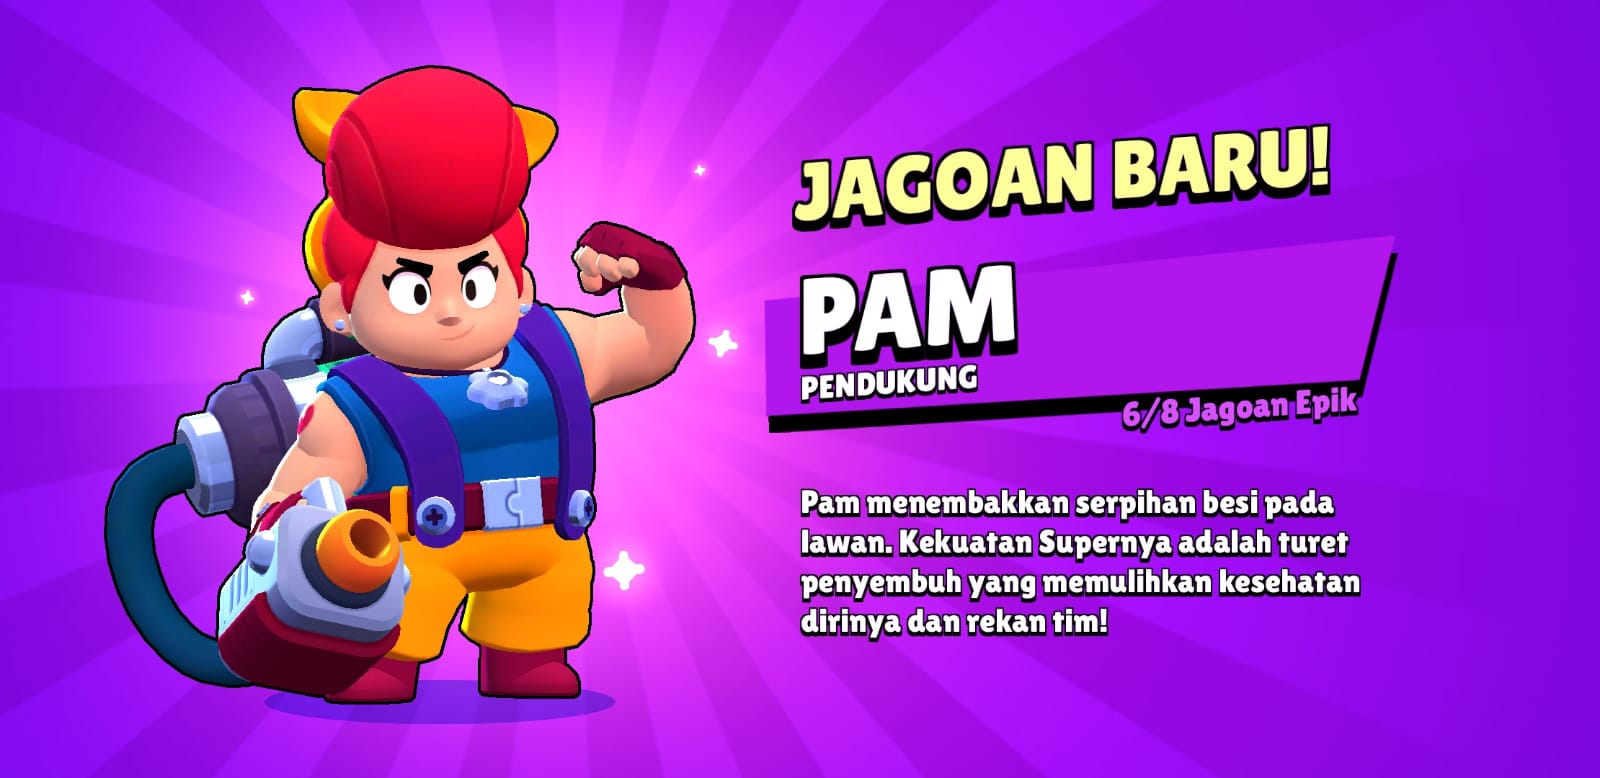 JAGOAN BARU!
PAM
PENDUKUNG
6/8 Jagoan Epik
Pam menembakkan serpihan besi pada
lawan. Kekuatan Supernya adalah turet
penyembuh yang memulihkan kesehatan
dirinya dan rekan tim!